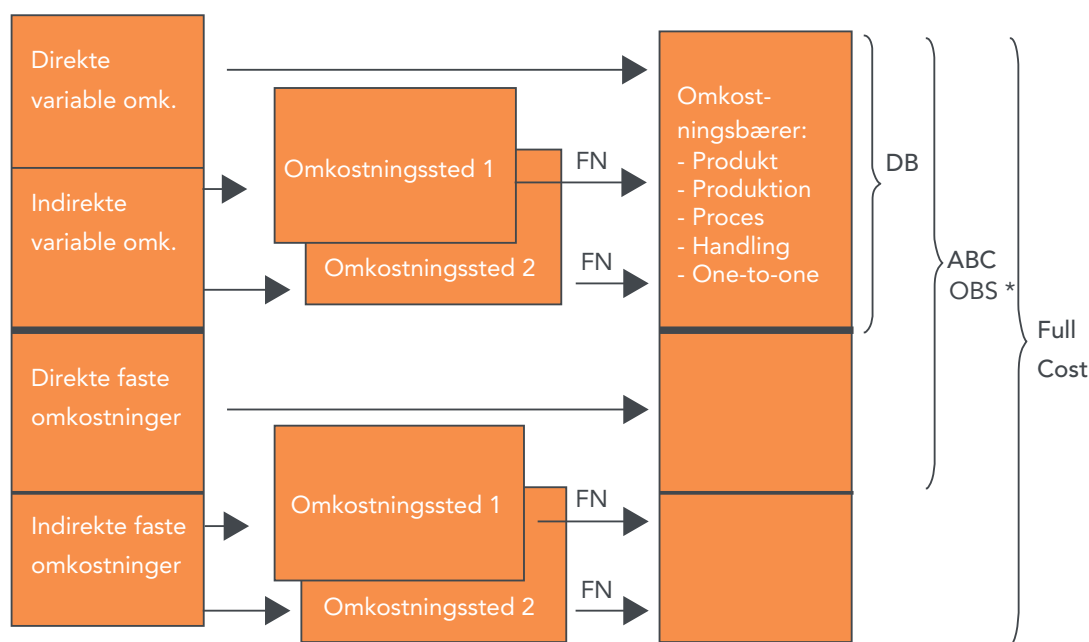 Direkte
variable omk.
Indirekte
variable omk.
Direkte faste
omkostninger
Indirekte faste
omkostninger
Omkostningssted 1
Omkostningssted 2
FN
FN
Omkostningssted 1
Omkostningssted 2
FN
FN
Omkost-
ningsbærer:
- Produkt
- Produktion
- Proces
- Handling
- One-to-one
DB
ABC
OBS *
Full
Cost